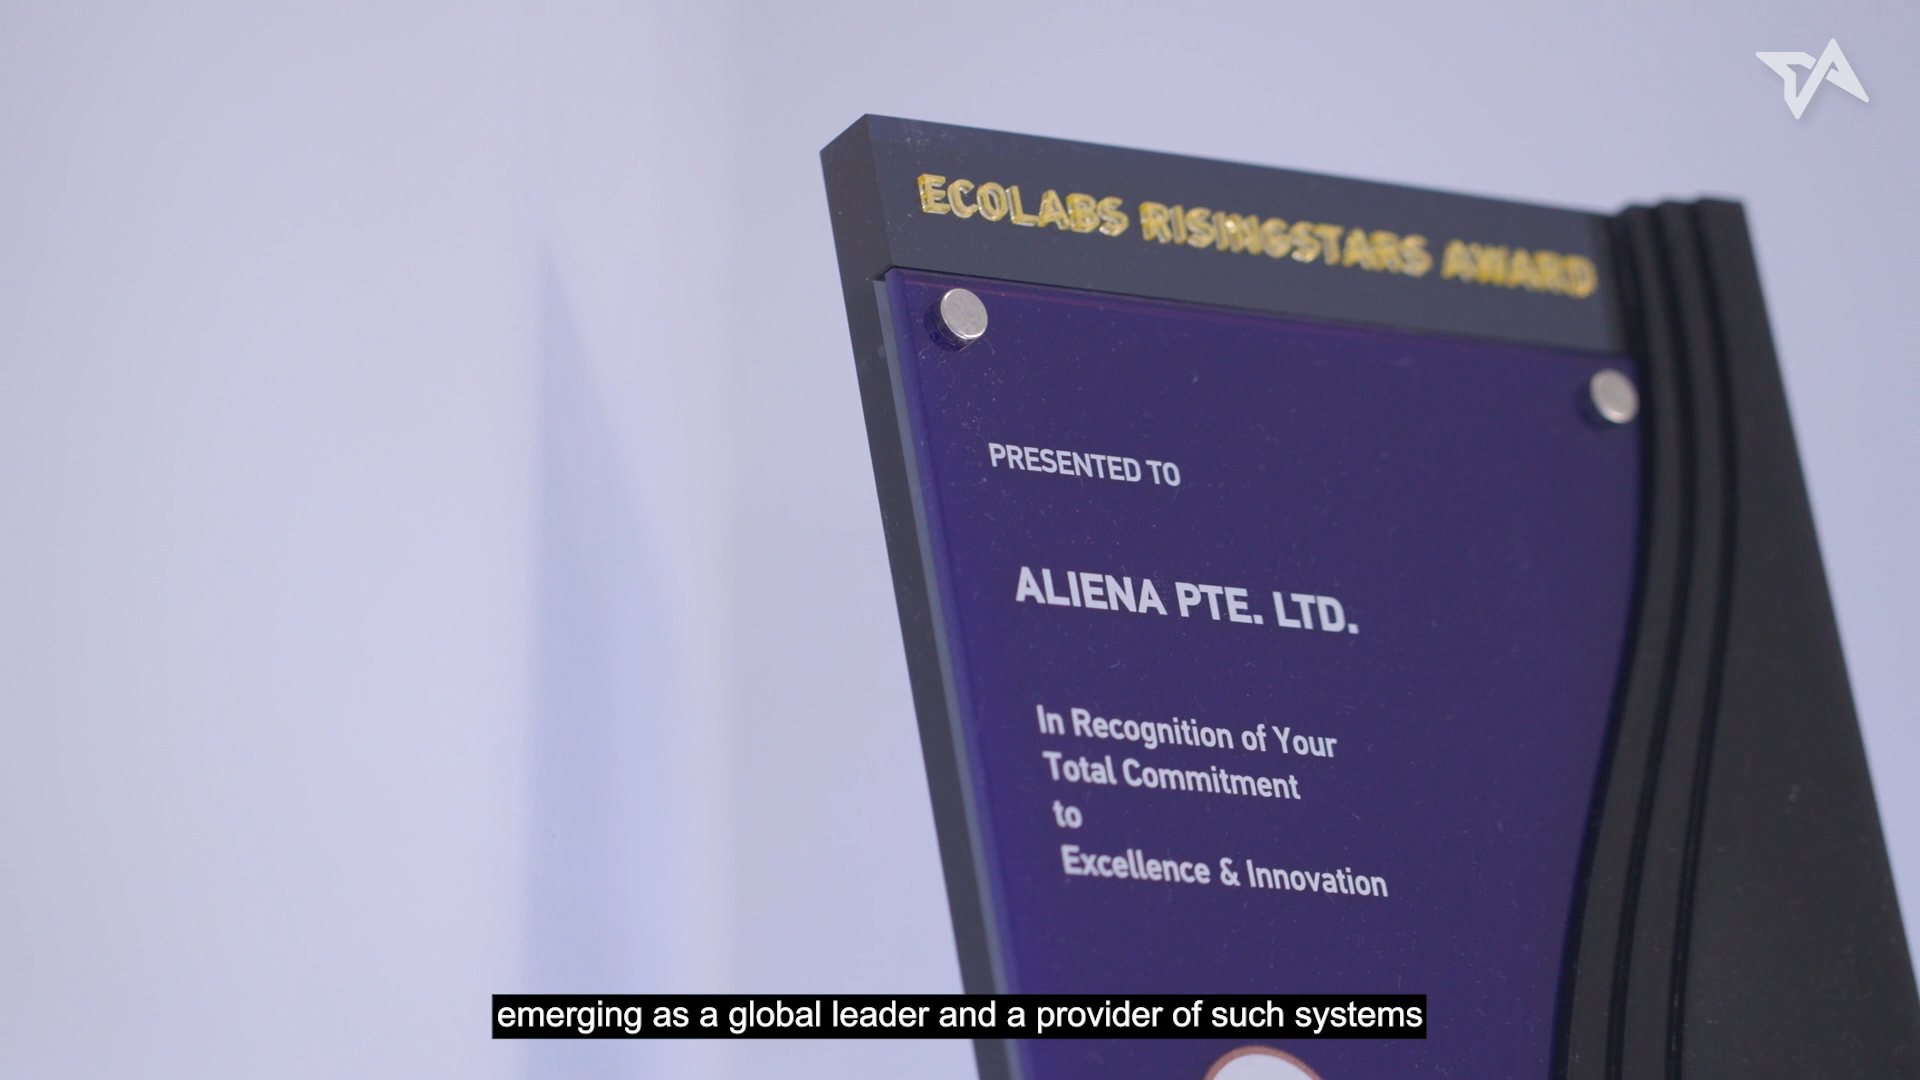 ECOLABS RISINGSTARS AWARD
PRESENTED TO
ALIENA PTE. LTD.
In Recognition of Your
Total Commitment
to
Excellence & Innovation
emerging as a global leader and a provider of such systems